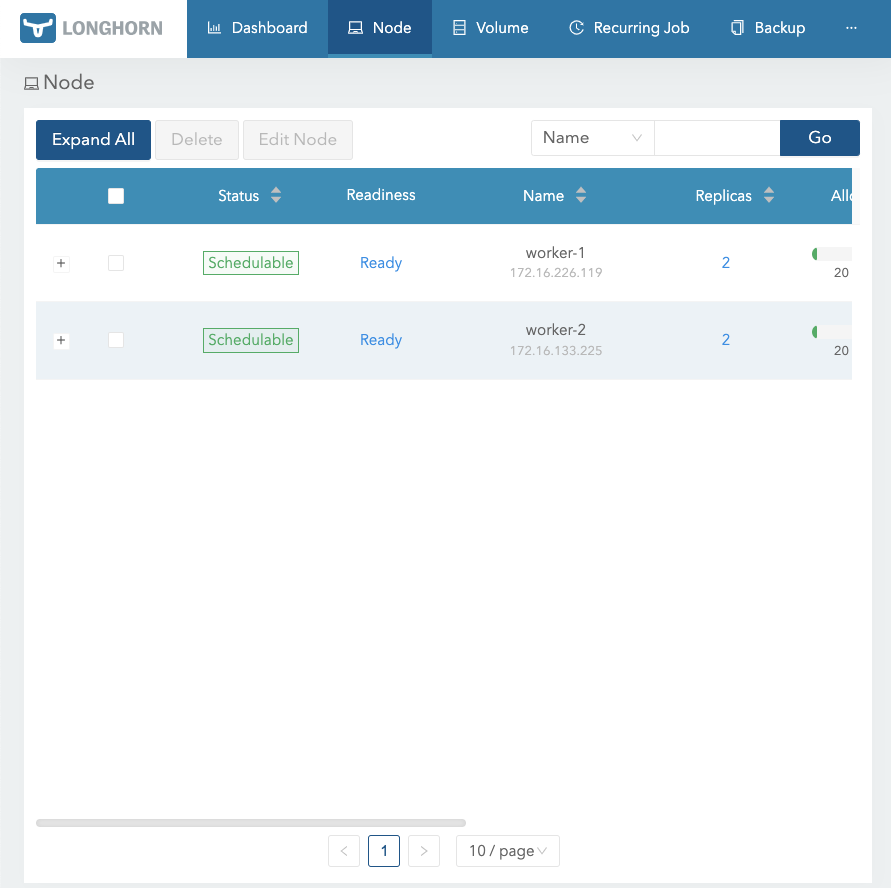 LONGHORN Dashboard Node Volume Recurring Job Backup ...
Node
Expand All Delete Edit Node Name Go
Status Readiness Name Replicas Allo
+ Schedulable Ready worker-1 2
172.16.226.119 20
+ Schedulable Ready worker-2 2
172.16.133.225 20
< 1 > 10 / page